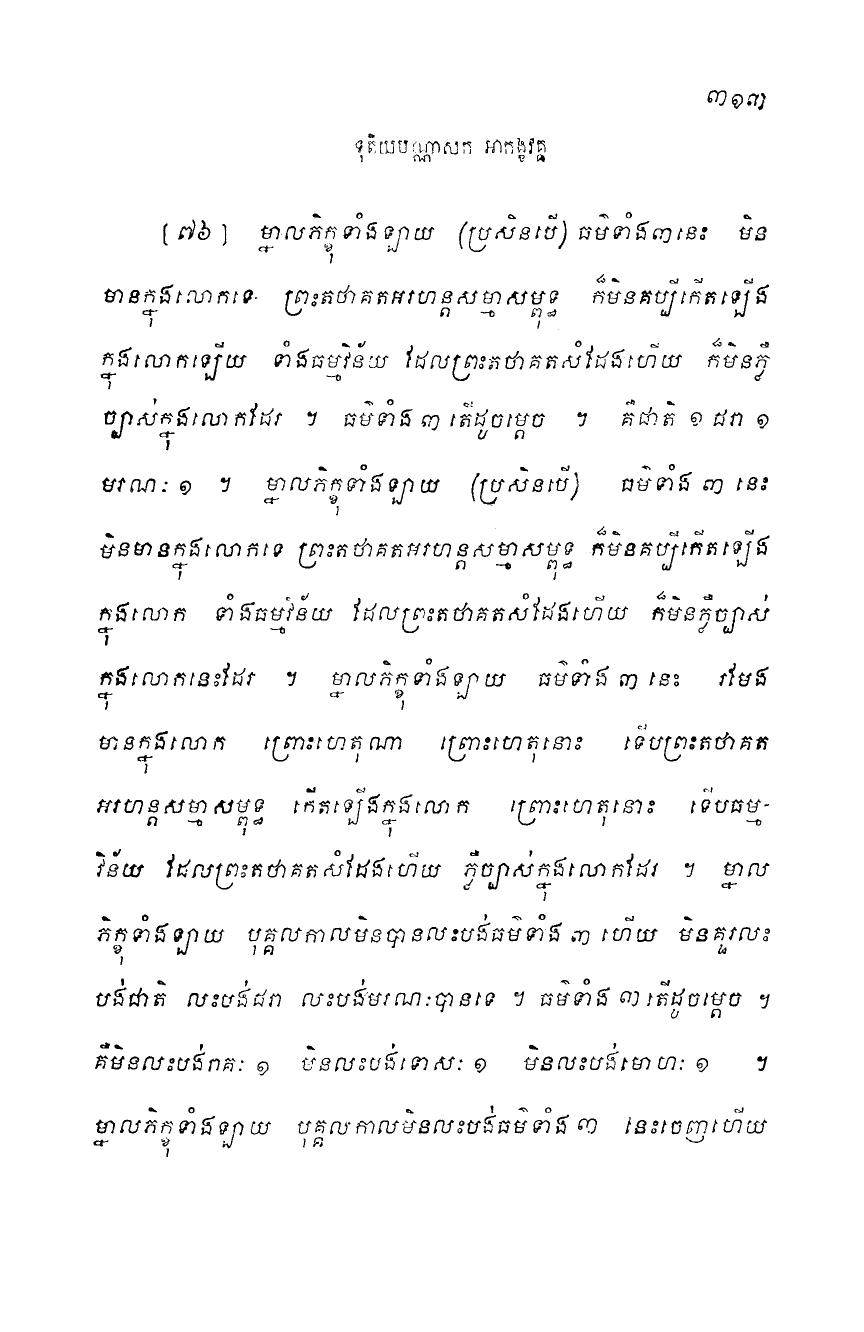 ៣១៣
ទុតិយបណ្ណាសក អាកង្ខវគ្គ
[៧៦] ម្នាលភិក្ខុទាំងឡាយ (ប្រសិនបើ) ធម៌ទាំង៣នេះ មិន
មានក្នុងលោកទេ ព្រះតថាគតអរហន្តសម្មាសម្ពុទ្ធ ក៏មិនគប្បីកើតឡើង
ក្នុងលោកឡើយ ទាំងធម្មវិន័យ ដែលព្រះតថាគតសំដែងហើយ ក៏មិនភ្លឺ
ច្បាស់ក្នុងលោកដែរ ។ ធម៌ទាំង ៣ តើដូចម្តេច ។ គឺជាតិ ១ ជរា ១
មរណៈ ១ ។ ម្នាលភិក្ខុទាំងឡាយ (ប្រសិនបើ) ធម៌ទាំង ៣ នេះ
មិនមានក្នុងលោកទេ ព្រះតថាគតអរហន្តសម្មាសម្ពុទ្ធ ក៏មិនគប្បីកើតឡើង
ក្នុងលោក ទាំងធម្មវិន័យ ដែលព្រះតថាគតសំដែងហើយ ក៏មិនភ្លឺច្បាស់
ក្នុងលោកនេះដែរ ។ ម្នាលភិក្ខុទាំងឡាយ ធម៌ទាំង ៣ នេះ រមែង
មានក្នុងលោក ព្រោះហេតុណា ព្រោះហេតុនោះ ទើបព្រះតថាគត
អរហន្តសម្មាសម្ពុទ្ធ កើតឡើងក្នុងលោក ព្រោះហេតុនោះ ទើបធម្ម-
វិន័យ ដែលព្រះតថាគតសំដែងហើយ ភ្លឺច្បាស់ក្នុងលោកដែរ ។ ម្នាល
ភិក្ខុទាំងឡាយ បុគ្គលកាលមិនបានលះបង់ធម៌ទាំង ៣ ហើយ មិនគួរលះ
បង់ជាតិ លះបង់ជរា លះបង់មរណៈបានទេ ។ ធម៌ទាំង ៣ តើដូចម្តេច ។
គឺមិនលះបង់រាគៈ ១ មិនលះបង់ទោសៈ ១ មិនលះបង់មោហៈ ១ ។
ម្នាលភិក្ខុទាំងឡាយ បុគ្គលកាលមិនលះបង់ធម៌ទាំង ៣ នេះចេញហើយ